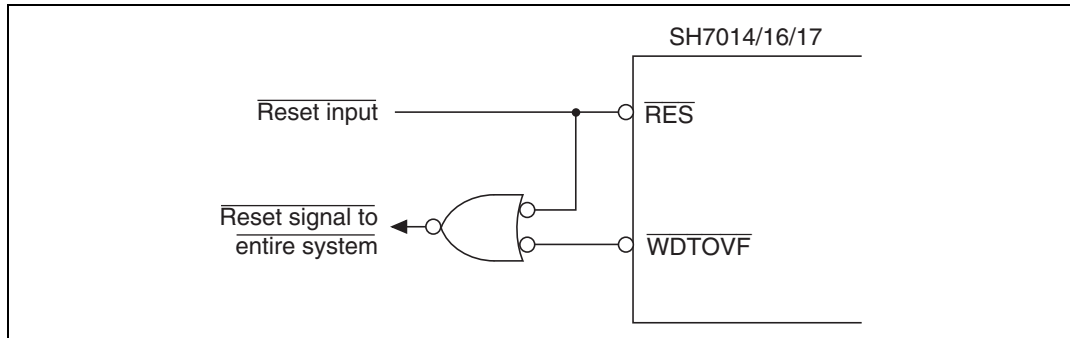 SH7014/16/17
Reset input
RES
Reset signal to
entire system
WDTOVF